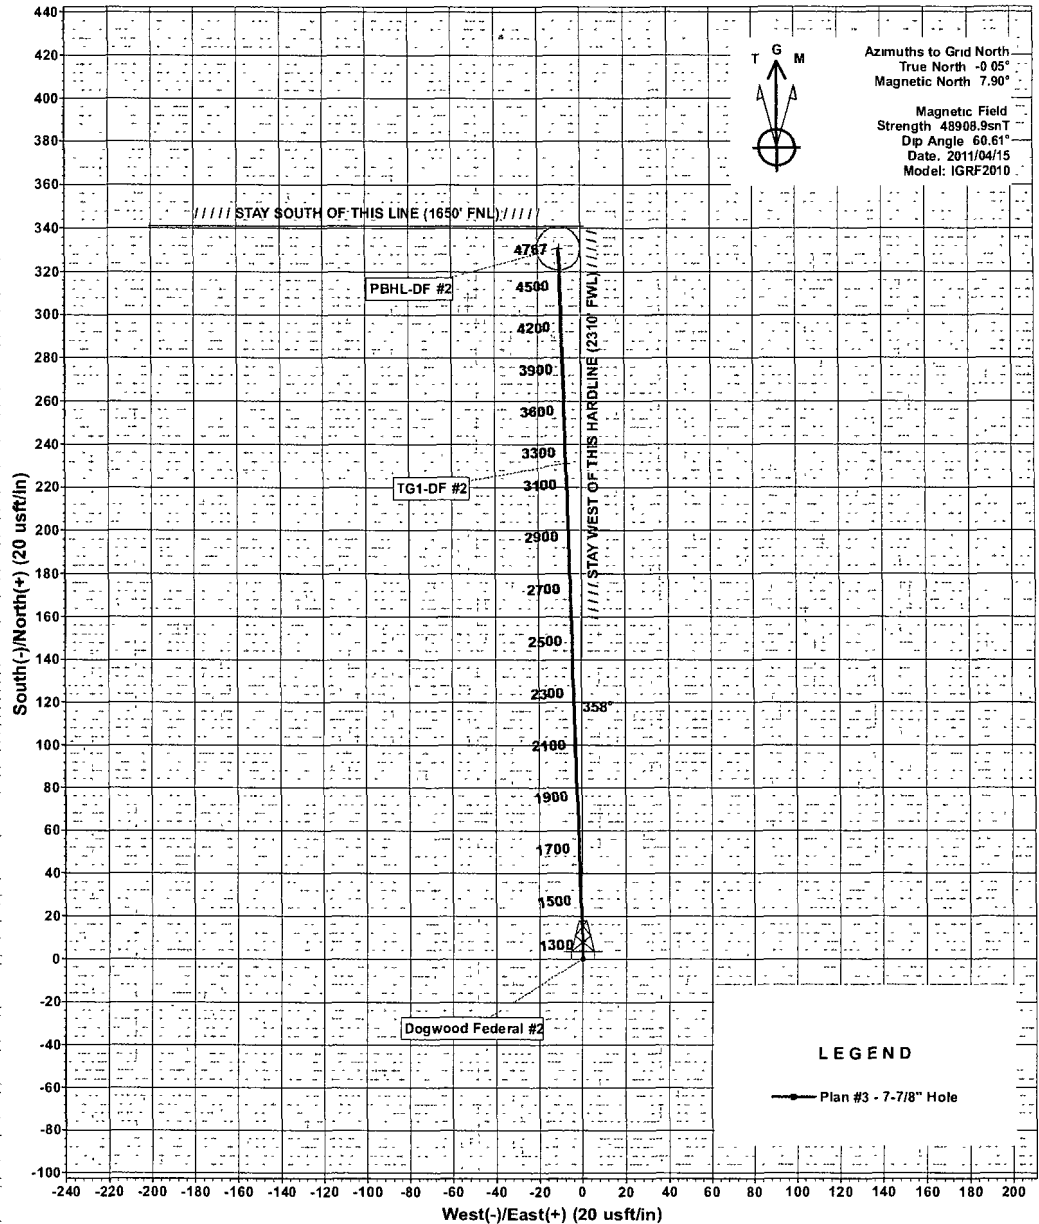 440
420
400
380
360
340
320
300
280
260
240
220
200
180
160
140
120
100
80
60
40
20
0
-20
-40
-60
-80
-100
South(-)/North(+) (20 usft/in)
T G M
Azimuths to Grid North
True North -0 05°
Magnetic North 7.90°
Magnetic Field
Strength 48908.9snT
Dip Angle 60.61°
Date. 2011/04/15
Model: IGRF2010
///// STAY SOUTH OF THIS LINE (1650' FNL) /////
///// STAY WEST OF THIS HARDLINE (2310' FWL) /////
4767
PBHL-DF #2
4500
4200
3900
3600
3300
TG1-DF #2
3100
2900
2700
2500
2300
358°
2100
1900
1700
1500
1300
Dogwood Federal #2
LEGEND
Plan #3 - 7-7/8" Hole
-240 -220 -200 -180 -160 -140 -120 -100 -80 -60 -40 -20 0 20 40 60 80 100 120 140 160 180 200
West(-)/East(+) (20 usft/in)